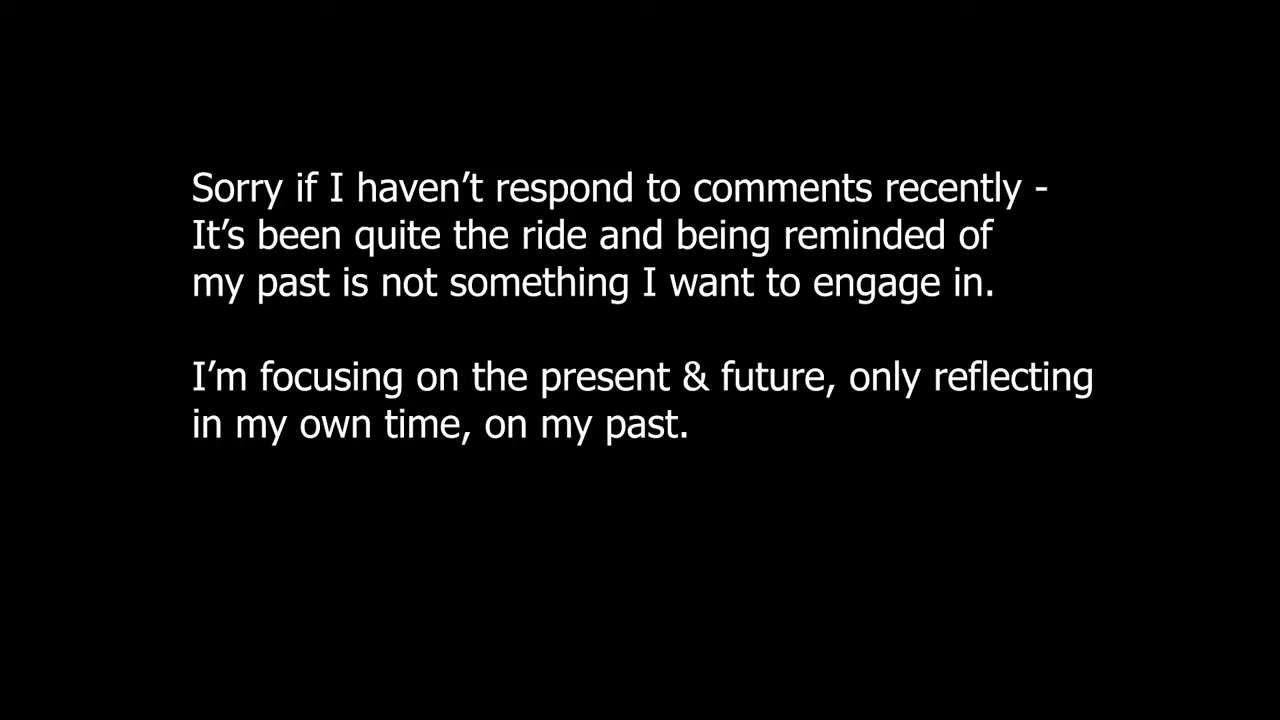 Sorry if I haven’t respond to comments recently -
It’s been quite the ride and being reminded of
my past is not something I want to engage in.
I’m focusing on the present & future, only reflecting
in my own time, on my past.